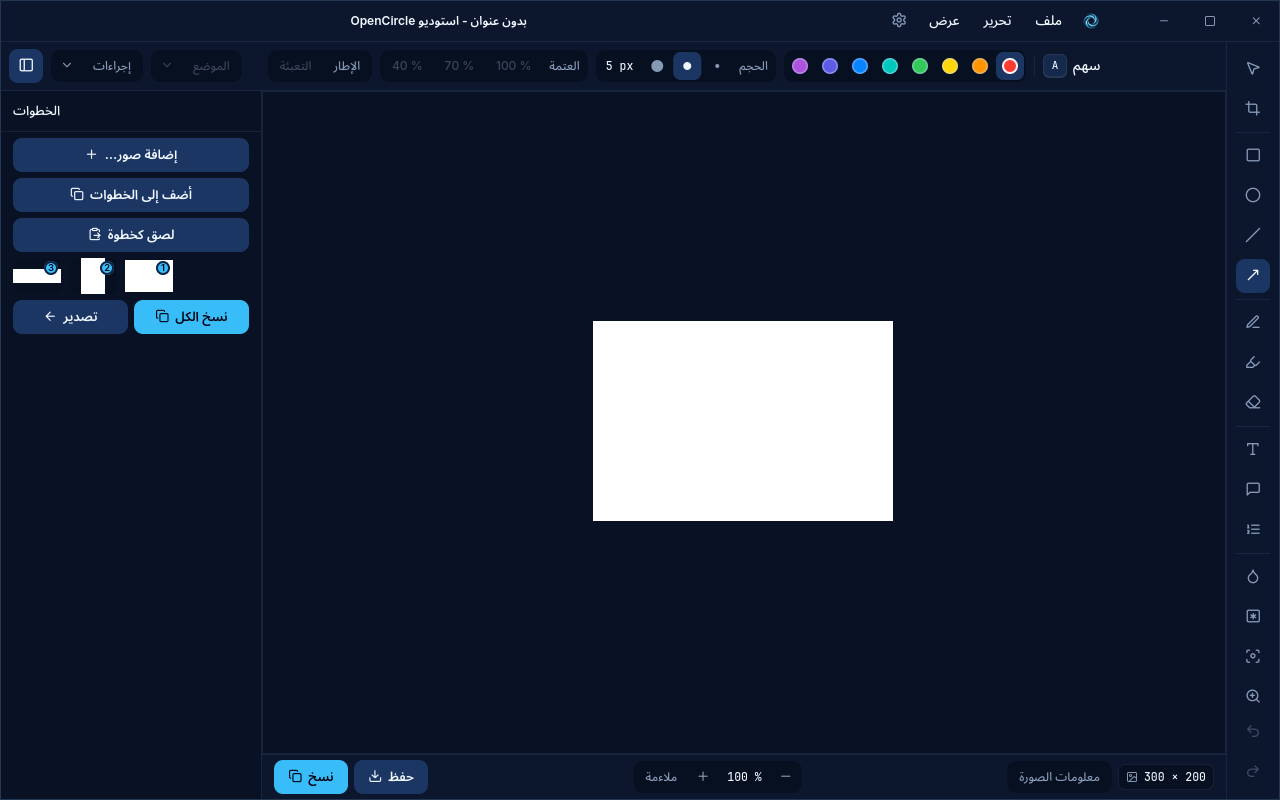 ملف
تحرير
عرض
بدون عنوان - استوديو OpenCircle
سهم
A
الحجم
5 px
العتمة
100 %
70 %
40 %
الإطار
التعبئة
الموضع
إجراءات
الخطوات
إضافة صور...
أضف إلى الخطوات
لصق كخطوة
1
2
3
نسخ الكل
تصدير
300 × 200
معلومات الصورة
100 %
ملاءمة
حفظ
نسخ